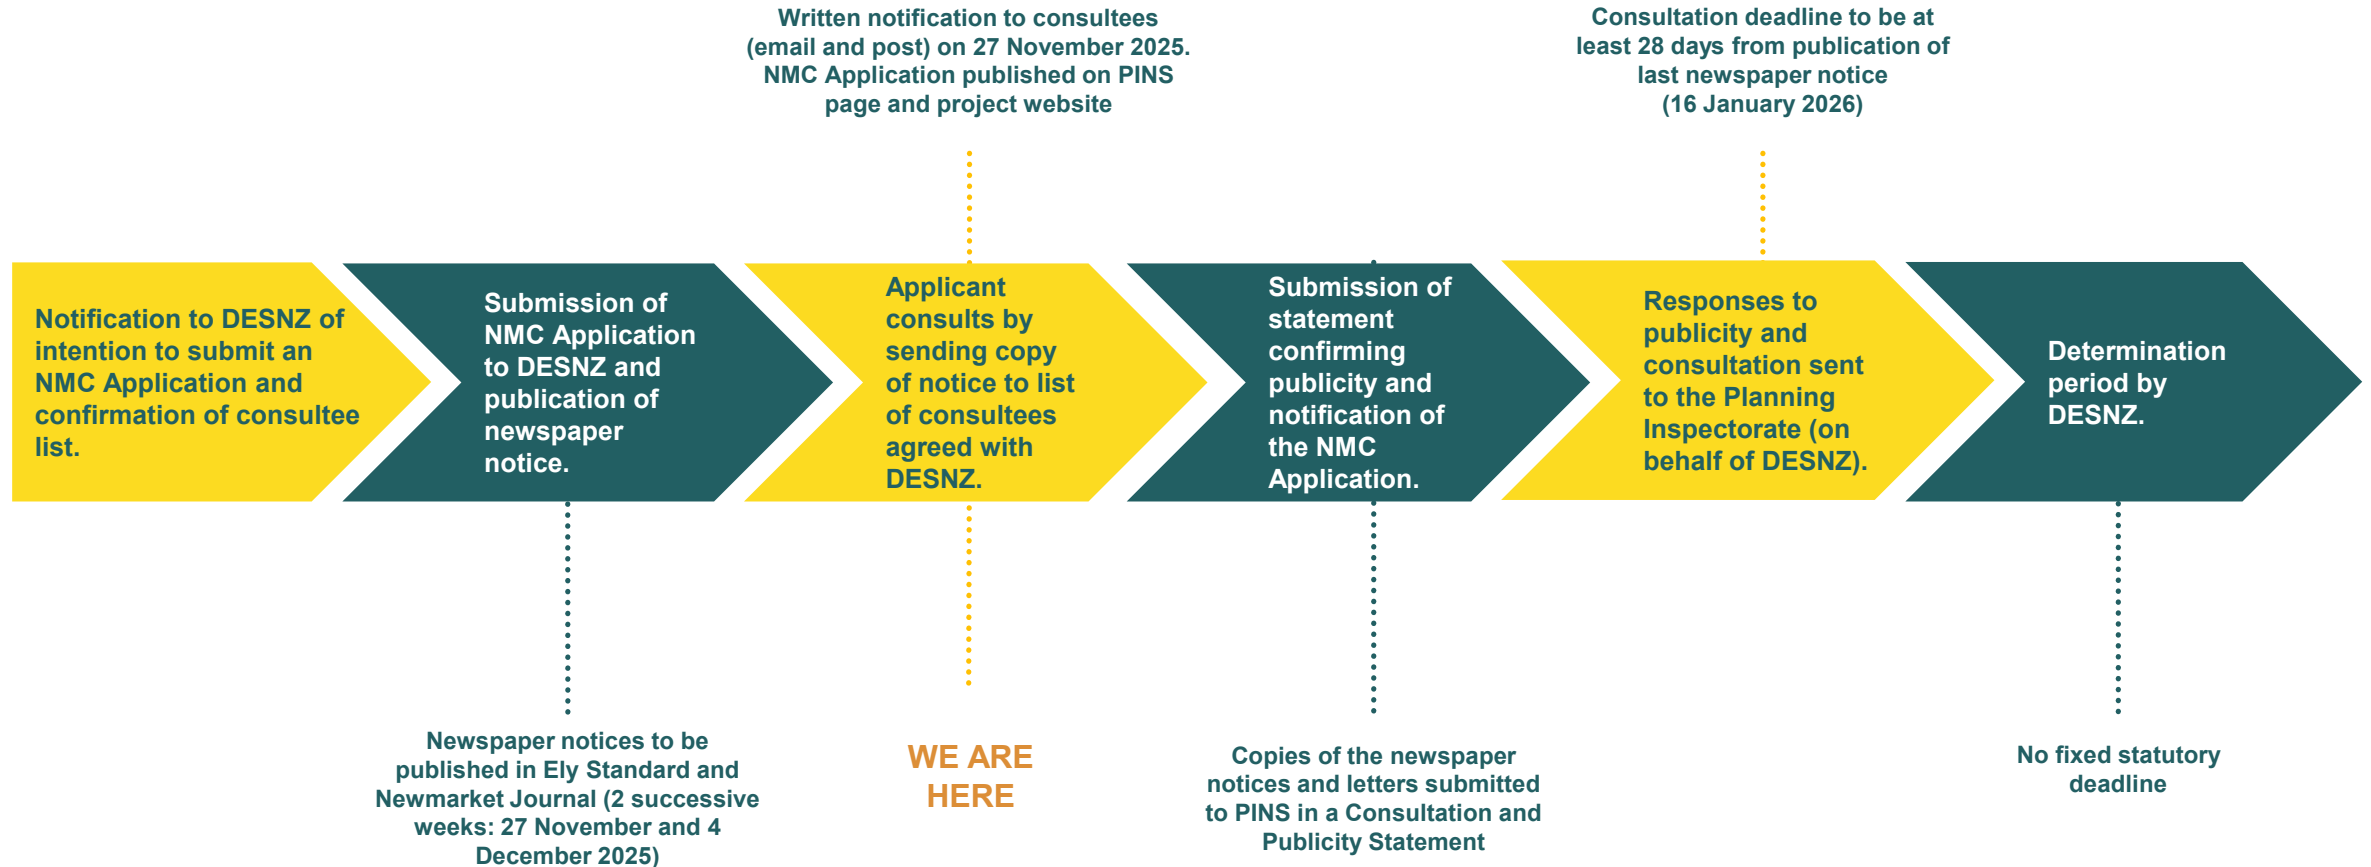 Written notification to consultees
(email and post) on 27 November 2025.
NMC Application published on PINS
page and project website
Consultation deadline to be at
least 28 days from publication of
last newspaper notice
(16 January 2026)
Notification to DESNZ of
intention to submit an
NMC Application and
confirmation of consultee
list.
Submission of
NMC Application
to DESNZ and
publication of
newspaper
notice.
Applicant
consults by
sending copy
of notice to list
of consultees
agreed with
DESNZ.
Submission of
statement
confirming
publicity and
notification of
the NMC
Application.
Responses to
publicity and
consultation sent
to the Planning
Inspectorate (on
behalf of DESNZ).
Determination
period by
DESNZ.
Newspaper notices to be
published in Ely Standard and
Newmarket Journal (2 successive
weeks: 27 November and 4
December 2025)
WE ARE
HERE
Copies of the newspaper
notices and letters submitted
to PINS in a Consultation and
Publicity Statement
No fixed statutory
deadline